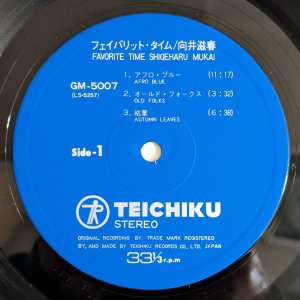 フェイバリット・タイム/向井滋春
FAVORITE TIME SHIGEHARU MUKAI
GM-5007
(LS-5257)
1. アフロ・ブルー (11:17)
AFRO BLUE
2. オールド・フォークス (3:32)
OLD FOLKS
3. 枯葉 (6:38)
AUTUMN LEAVES
Side-1
TEICHIKU
STEREO
ORIGINAL RECORDING BY, TRADE MARK REGISTERED
BY, AND MADE BY TEICHIKU RECORDS CO., LTD, JAPAN
33⅓ r.p.m